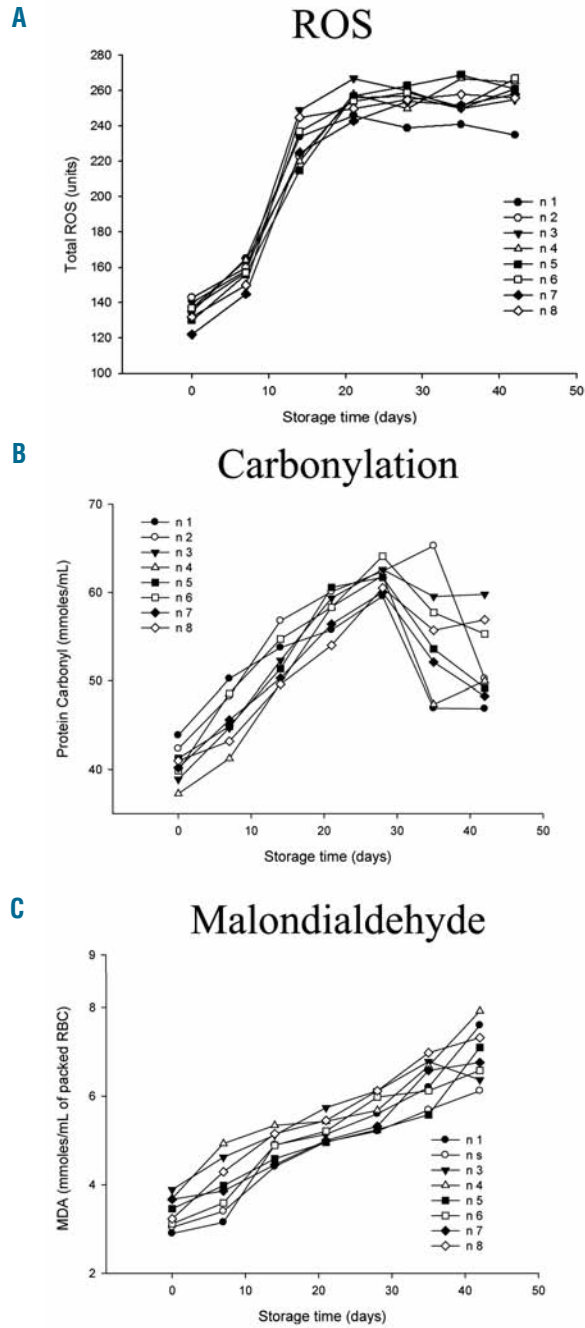 A
ROS
Total ROS (units)
280
260
240
220
200
180
160
140
120
100
n 1
n 2
n 3
n 4
n 5
n 6
n 7
n 8
0 10 20 30 40 50
Storage time (days)
B
Carbonylation
Protein Carbonyl (mmoles/mL)
70
60
50
40
n 1
n 2
n 3
n 4
n 5
n 6
n 7
n 8
0 10 20 30 40 50
Storage time (days)
C
Malondialdehyde
MDA (mmoles/mL of packed RBC)
9
8
6
4
2
n 1
n s
n 3
n 4
n 5
n 6
n 7
n 8
0 10 20 30 40 50
Storage time (days)